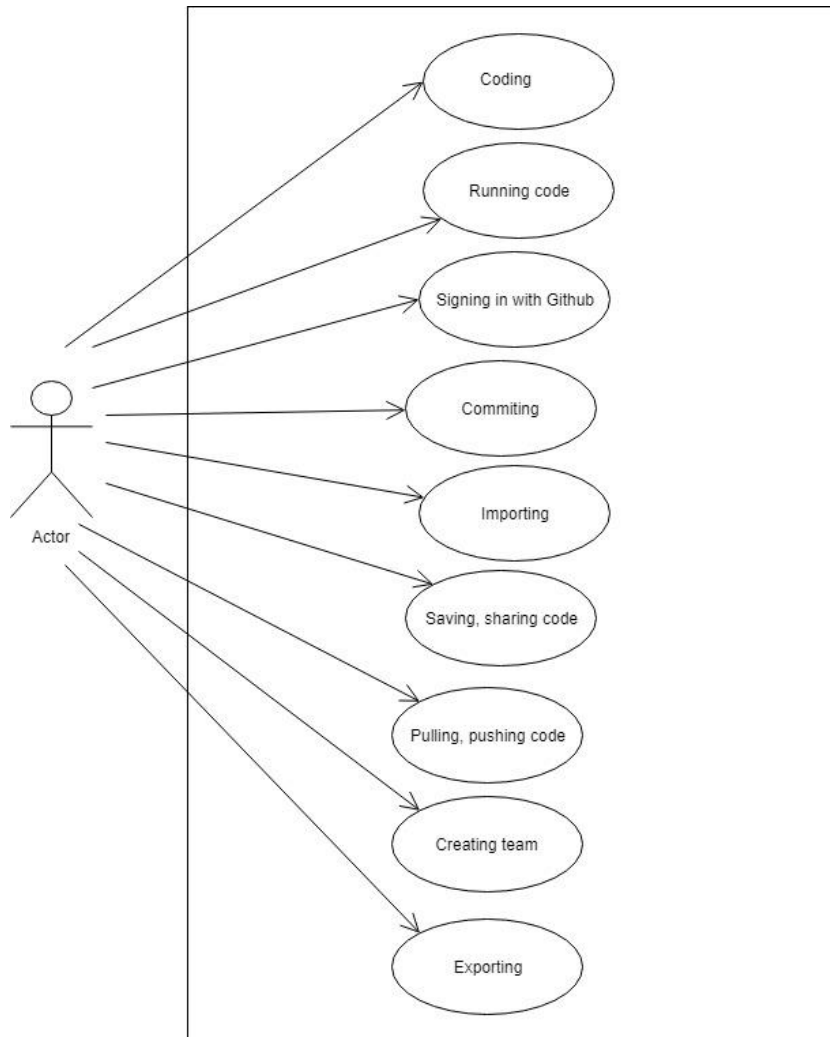 Coding
Running code
Signing in with Github
Commiting
Importing
Actor
Saving, sharing code
Pulling, pushing code
Creating team
Exporting